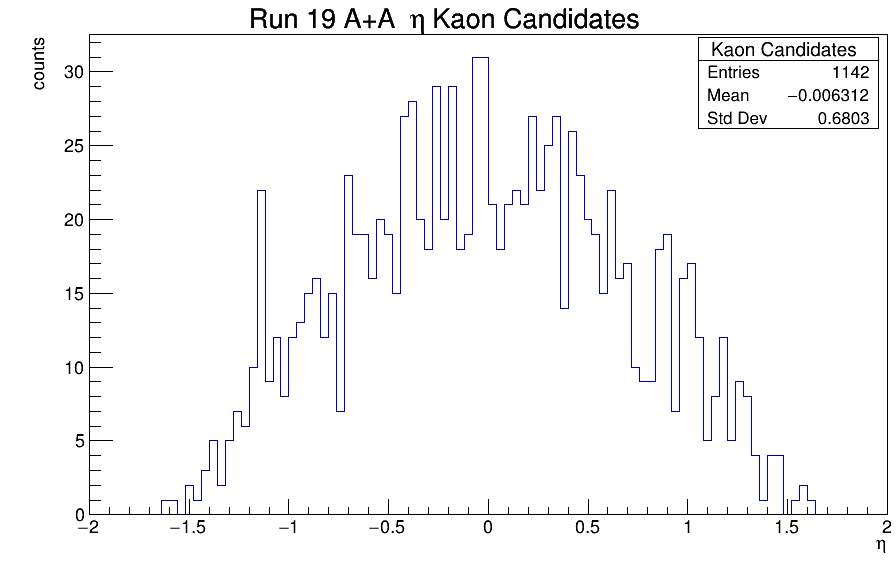 Run 19 A+A η Kaon Candidates
counts
Kaon Candidates
Entries 1142
Mean −0.006312
Std Dev 0.6803
30
25
20
15
10
5
0
−2 −1.5 −1 −0.5 0 0.5 1 1.5 2
η